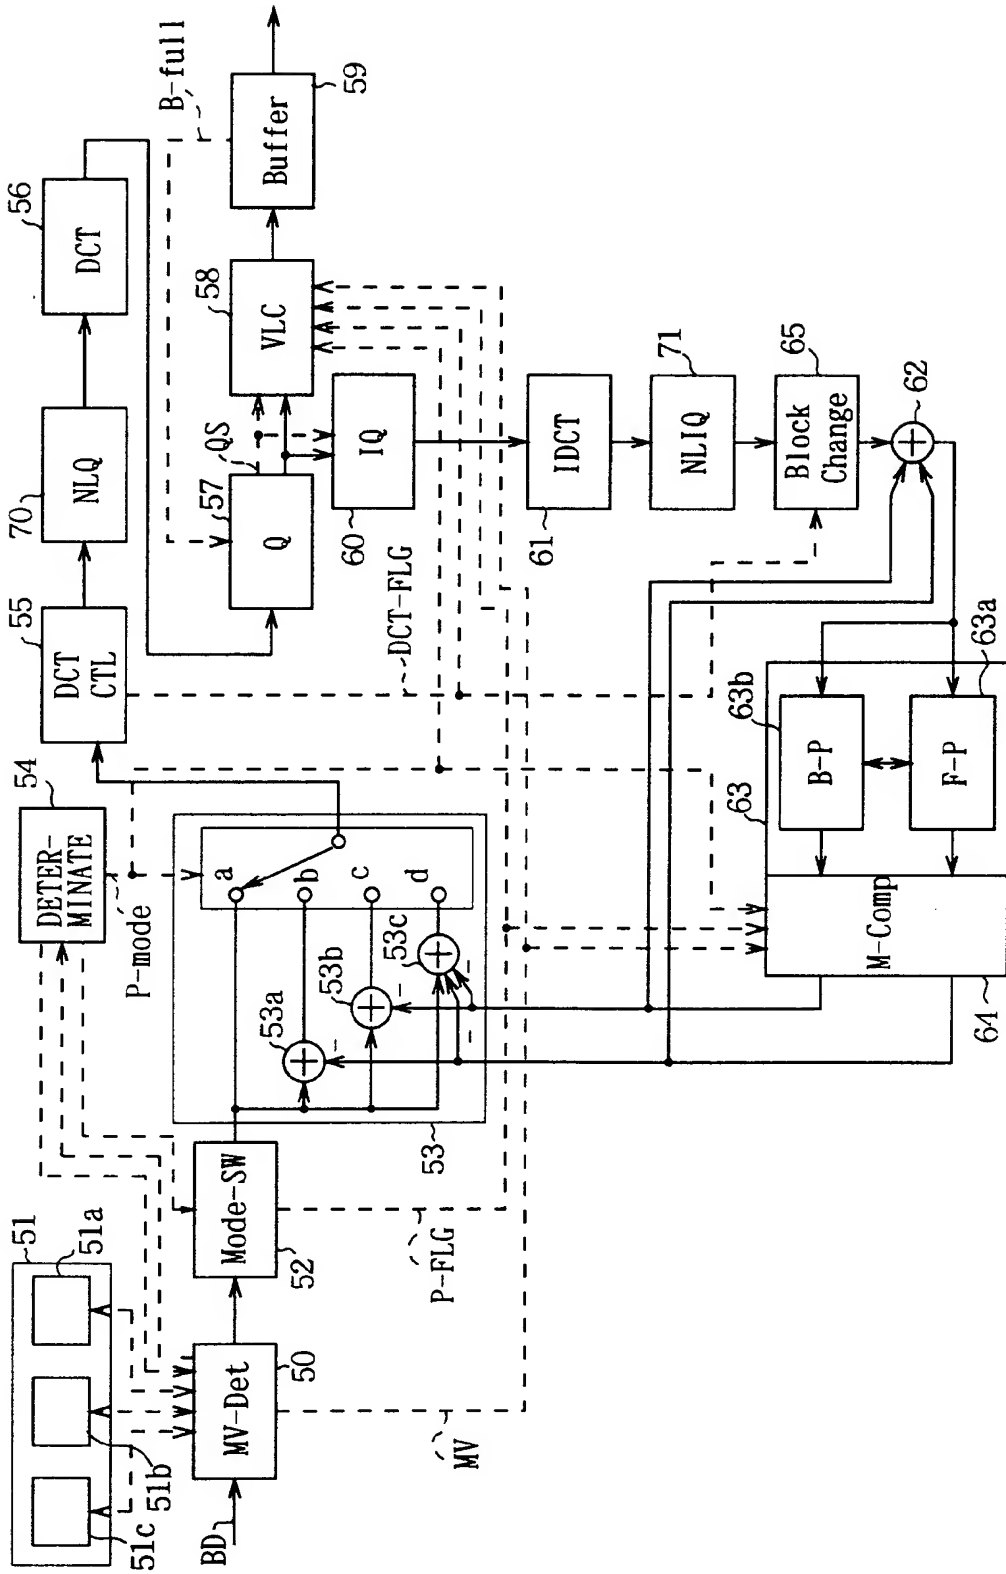 51
51a
51b
51c
BD
MV-Det
50
MV
Mode-SW
52
P-FLG
DETER-
MINATE
54
P-mode
53
a
b
c
d
53a
53b
53c
DCT
CTL
55
DCT-FLG
NLQ
70
DCT
56
Q
57
QS
VLC
58
Buffer
59
B-full
IQ
60
IDCT
61
NLIQ
71
Block
Change
65
62
63
B-P
63b
F-P
63a
M-Comp
64